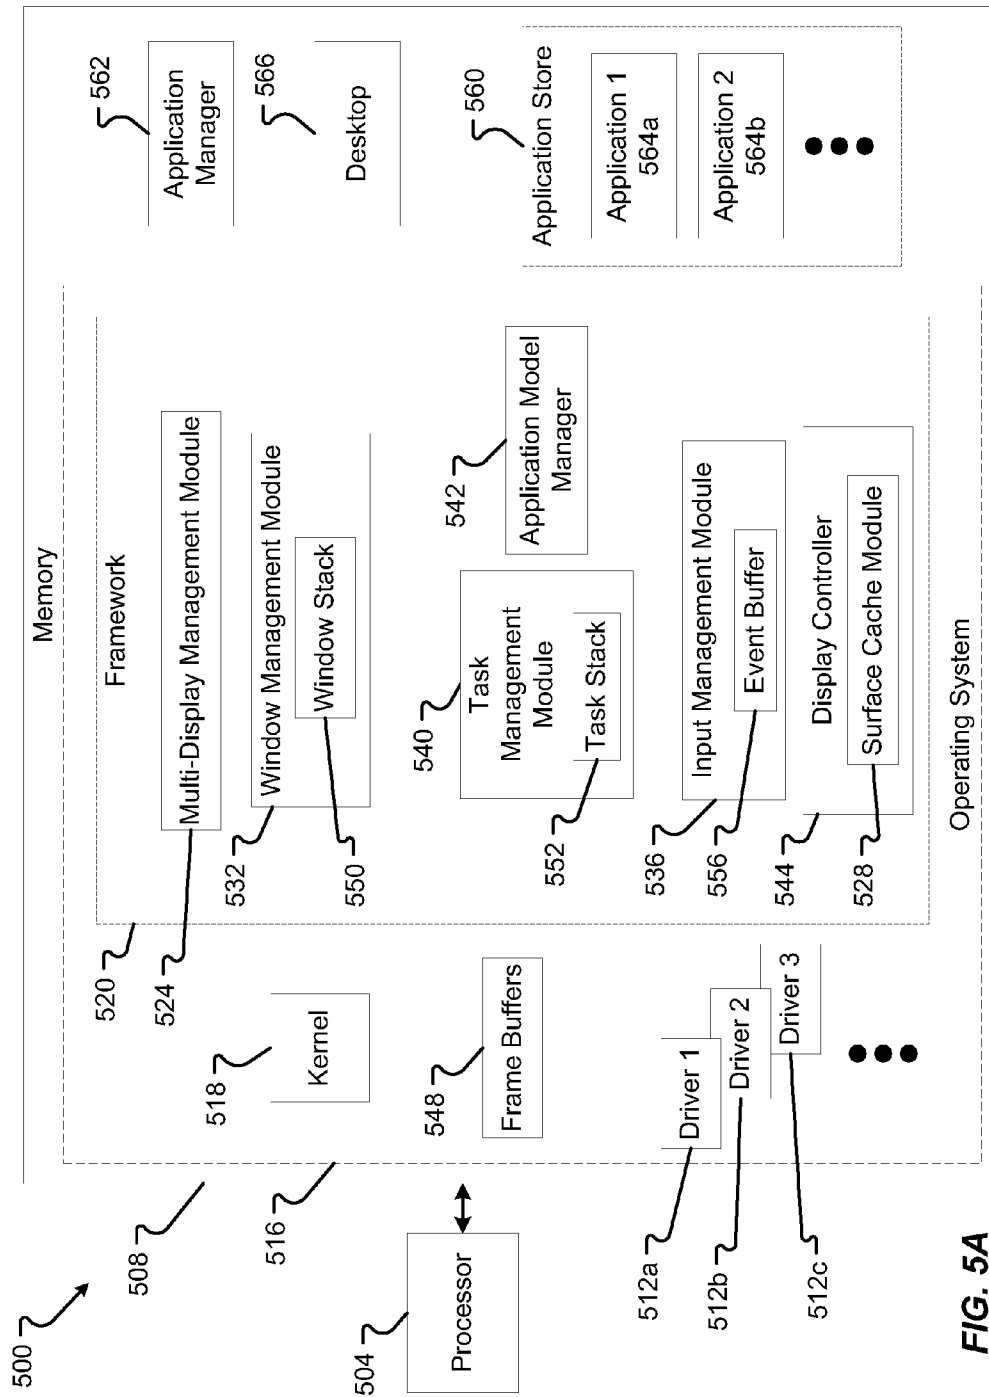 500
508
Memory
504
Processor
516
Operating System
518
Kernel
548
Frame Buffers
512a
Driver 1
512b
Driver 2
512c
Driver 3
520
Framework
524
Multi-Display Management Module
532
Window Management Module
550
Window Stack
540
Task
Management
Module
552
Task Stack
542
Application Model
Manager
536
Input Management Module
556
Event Buffer
544
Display Controller
528
Surface Cache Module
562
Application
Manager
566
Desktop
560
Application Store
Application 1
564a
Application 2
564b
FIG. 5A